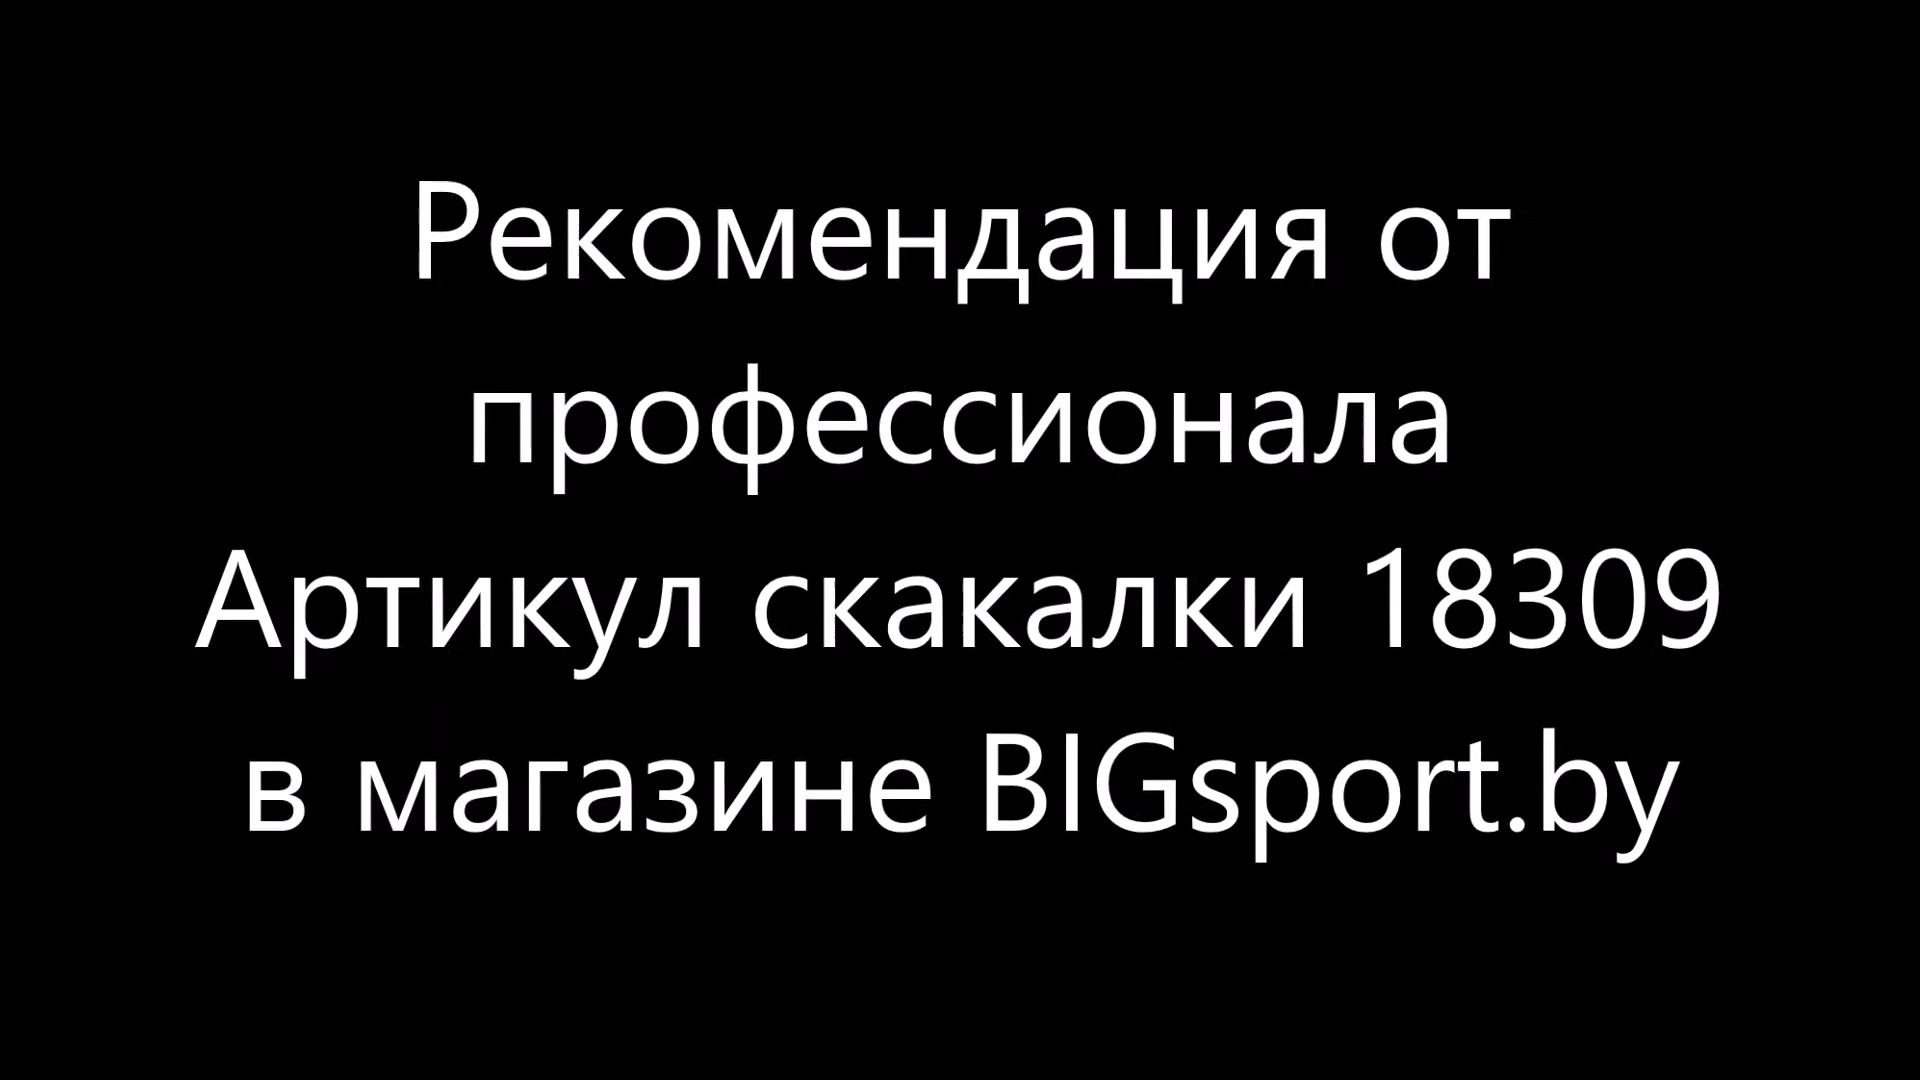 Рекомендация от
профессионала
Артикул скакалки 18309
в магазине BIGsport.by